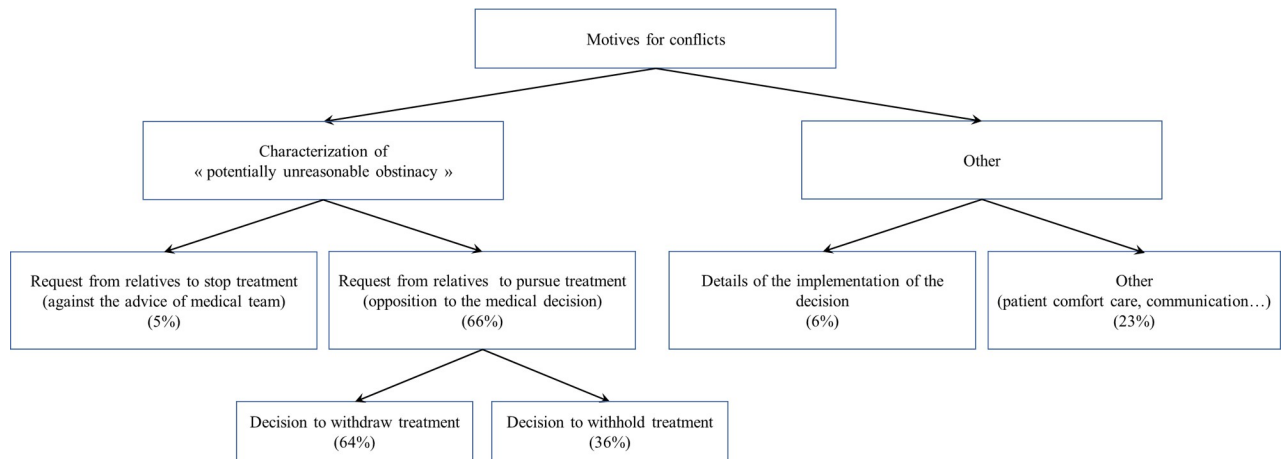 Motives for conflicts
Characterization of
« potentially unreasonable obstinacy »
Other
Request from relatives to stop treatment
(against the advice of medical team)
(5%)
Request from relatives to pursue treatment
(opposition to the medical decision)
(66%)
Details of the implementation of the
decision
(6%)
Other
(patient comfort care, communication…)
(23%)
Decision to withdraw treatment
(64%)
Decision to withhold treatment
(36%)